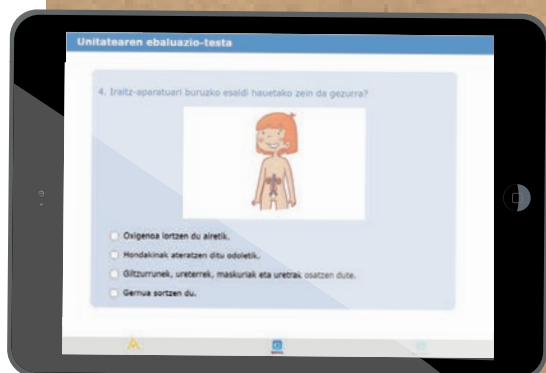 Unitatearen ebaluazio-testa
4. Iraitz-aparatuari buruzko esaldi hauetako zein da gezurra?
Oxigenoa lortzen du airetik.
Hondakinak ateratzen ditu odoletik.
Giltzurrunek, ureterrek, maskuriak eta uretrak osatzen dute.
Gernua sortzen du.